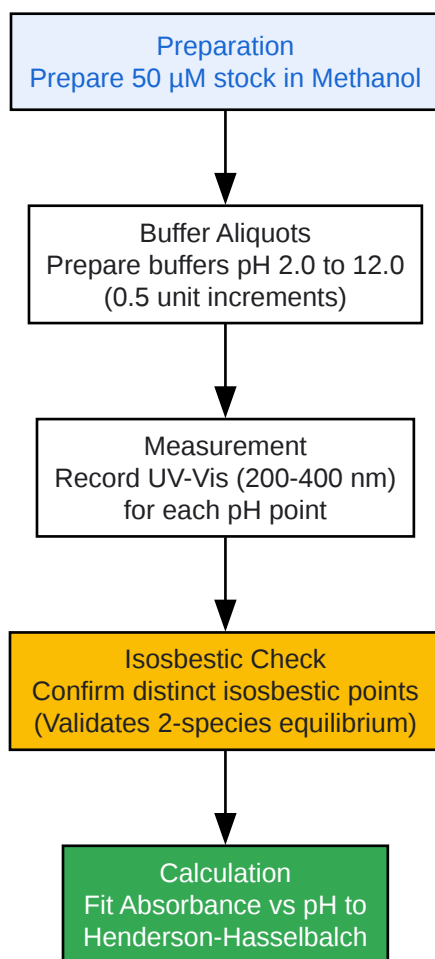 Preparation
Prepare 50 µM stock in Methanol
Buffer Aliquots
Prepare buffers pH 2.0 to 12.0
(0.5 unit increments)
Measurement
Record UV-Vis (200-400 nm)
for each pH point
Isosbestic Check
Confirm distinct isosbestic points
(Validates 2-species equilibrium)
Calculation
Fit Absorbance vs pH to
Henderson-Hasselbalch